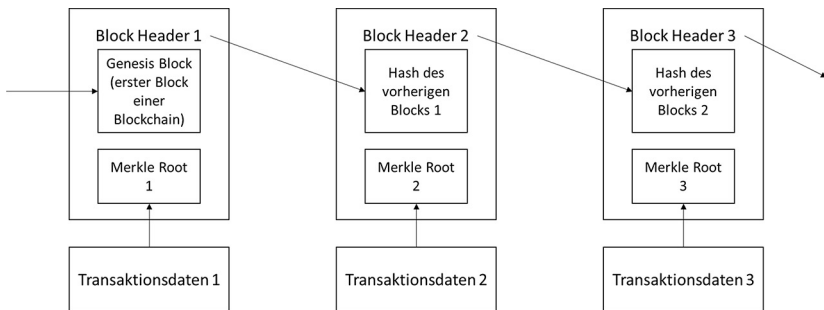 Block Header 1
Genesis Block
(erster Block
einer
Blockchain)
Merkle Root
1
Transaktionsdaten 1
Block Header 2
Hash des
vorherigen
Blocks 1
Merkle Root
2
Transaktionsdaten 2
Block Header 3
Hash des
vorherigen
Blocks 2
Merkle Root
3
Transaktionsdaten 3